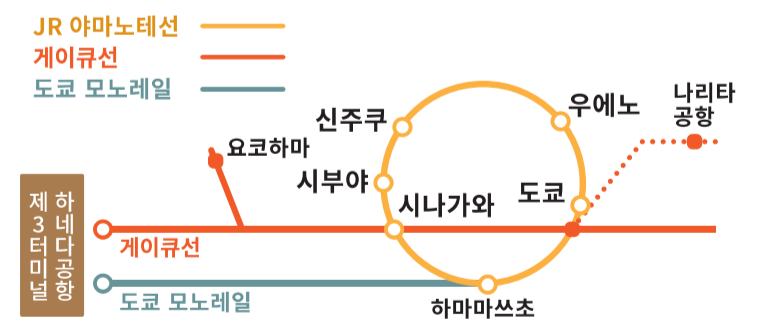 JR 야마노테선
게이큐선
도쿄 모노레일
신주쿠
우에노
나리타
공항
요코하마
시부야
시나가와
도쿄
하네다공항
제3터미널
게이큐선
도쿄 모노레일
하마마쓰초